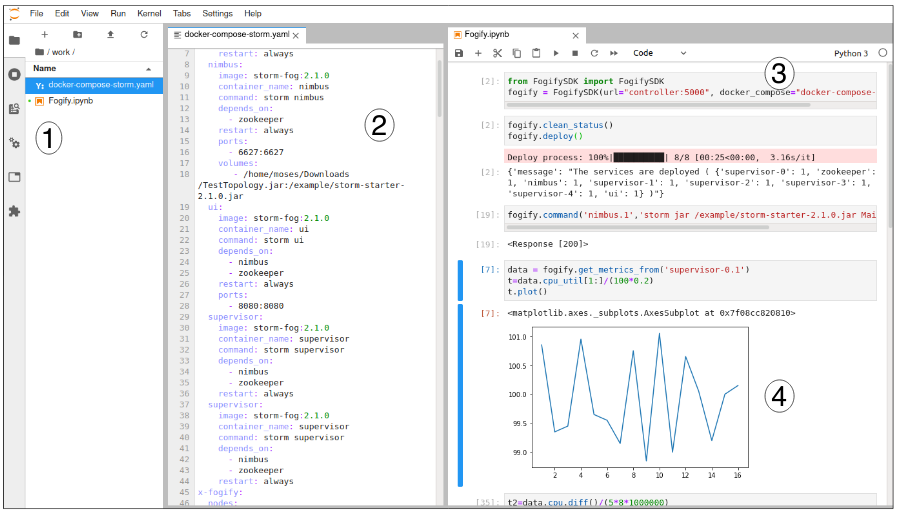 File Edit View Run Kernel Tabs Settings Help
/ work /
Name
docker-compose-storm.yaml
Fogify.ipynb
1
docker-compose-storm.yaml
7 restart: always
8 nimbus:
9 image: storm-fog:2.1.0
10 container_name: nimbus
11 command: storm nimbus
12 depends_on:
13 - zookeeper
14 restart: always
15 ports:
16 - 6627:6627
17 volumes:
18 - /home/moses/Downloads
/TestTopology.jar:/example/storm-starter-
2.1.0.jar
19 ui:
20 image: storm-fog:2.1.0
21 container_name: ui
22 command: storm ui
23 depends_on:
24 - nimbus
25 - zookeeper
26 restart: always
27 ports:
28 - 8080:8080
29 supervisor:
30 image: storm-fog:2.1.0
31 container_name: supervisor
32 command: storm supervisor
33 depends_on:
34 - nimbus
35 - zookeeper
36 restart: always
37 supervisor:
38 image: storm-fog:2.1.0
39 container_name: supervisor
40 command: storm supervisor
41 depends_on:
42 - nimbus
43 - zookeeper
44 restart: always
45 x-fogify:
46 nodes:
2
Fogify.ipynb
Code
Python 3
3
[2]: from FogifySDK import FogifySDK
fogify = FogifySDK(url="controller:5000", docker_compose="docker-compose-
[2]: fogify.clean_status()
fogify.deploy()
Deploy process: 100%| | 8/8 [00:25<00:00, 3.16s/it]
[2]: {'message': "The services are deployed ( {'supervisor-0': 1, 'zookeeper':
1, 'nimbus': 1, 'supervisor-1': 1, 'supervisor-2': 1, 'supervisor-3': 1,
'supervisor-4': 1, 'ui': 1} )"}
[19]: fogify.command('nimbus.1','storm jar /example/storm-starter-2.1.0.jar Mai
[19]: <Response [200]>
[7]: data = fogify.get_metrics_from('supervisor-0.1')
t=data.cpu_util[1:]/(100*0.2)
t.plot()
[7]: <matplotlib.axes._subplots.AxesSubplot at 0x7f08cc820810>
101.0
100.5
100.0
99.5
99.0
2 4 6 8 10 12 14 16
4
[35]: t2=data.cpu.diff()/(5*8*1000000)